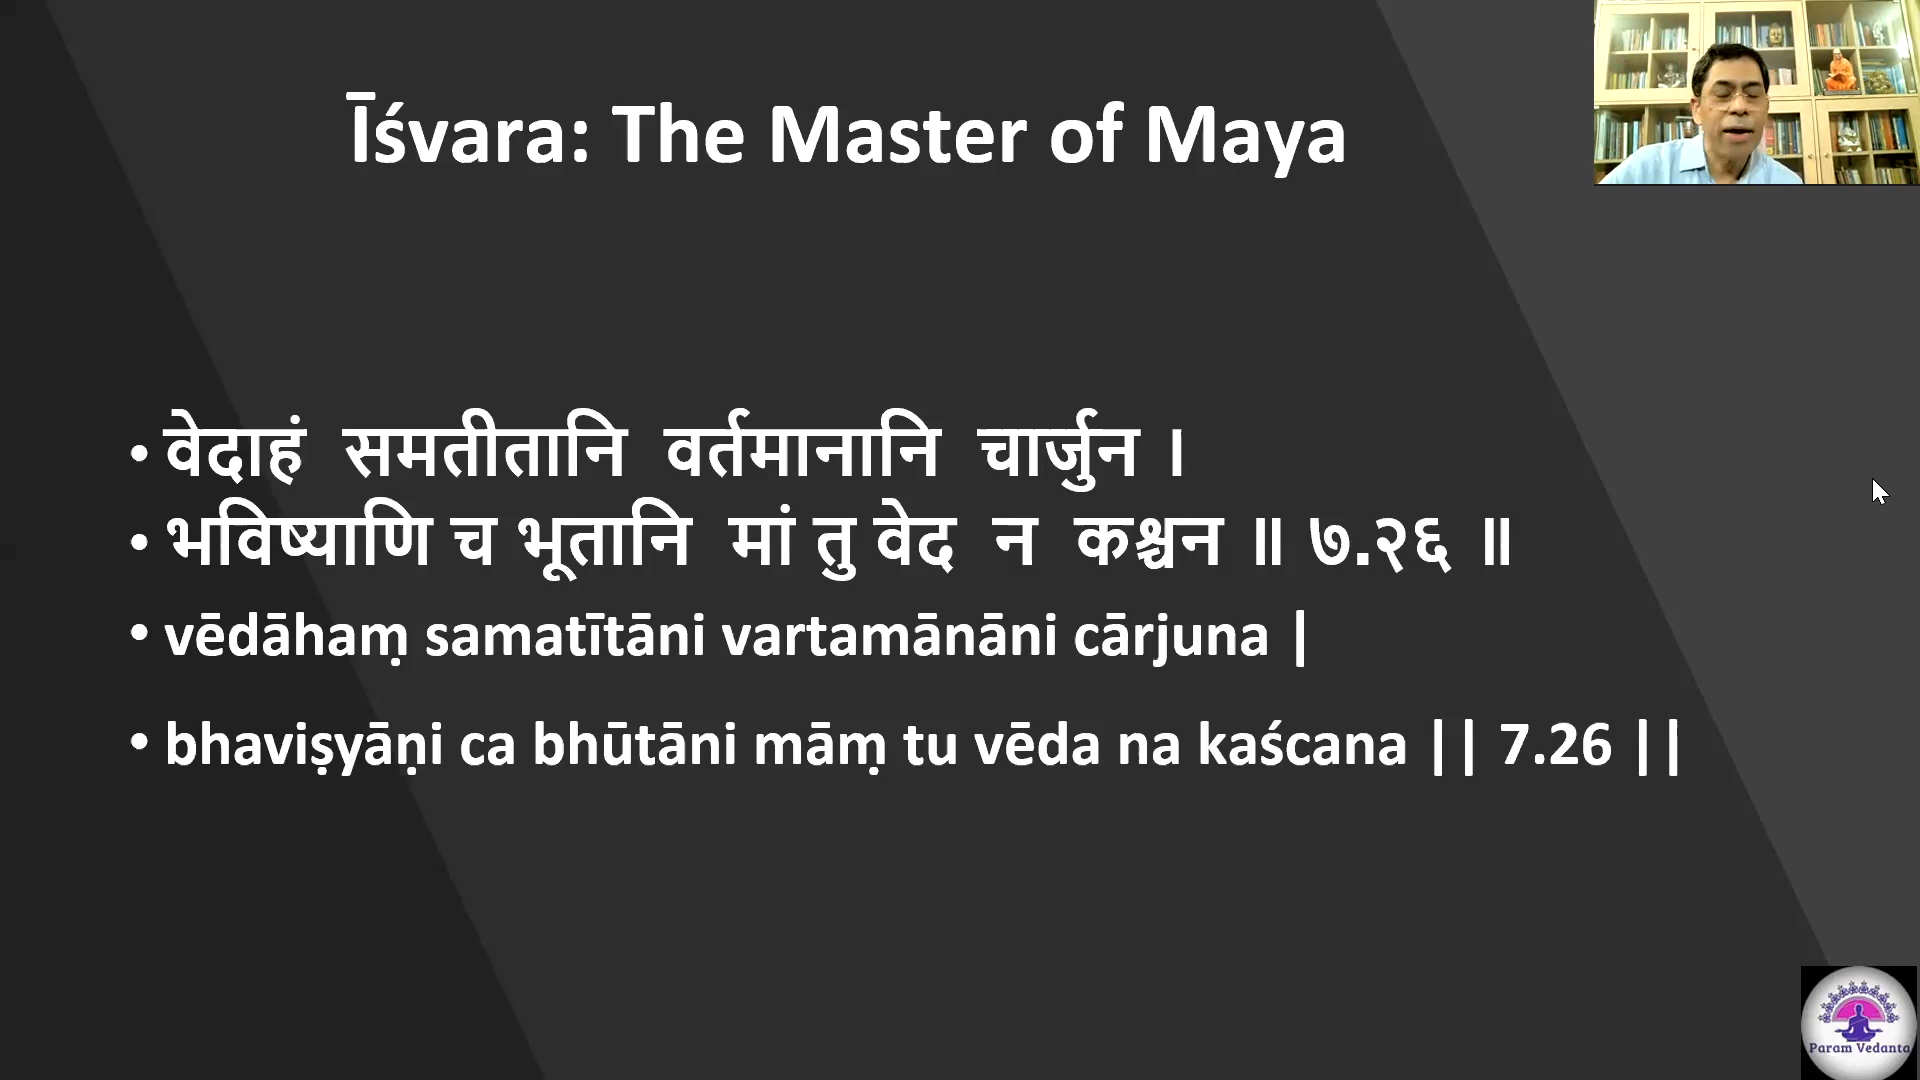 Īśvara: The Master of Maya
• वेदाहं समतीतानि वर्तमानानि चार्जुन ।
• भविष्याणि च भूतानि मां तु वेद न कश्चन ॥ ७.२६ ॥
• vēdāhaṃ samatītāni vartamānāni cārjuna |
• bhaviṣyāṇi ca bhūtāni māṃ tu vēda na kaścana || 7.26 ||
Param Vedanta